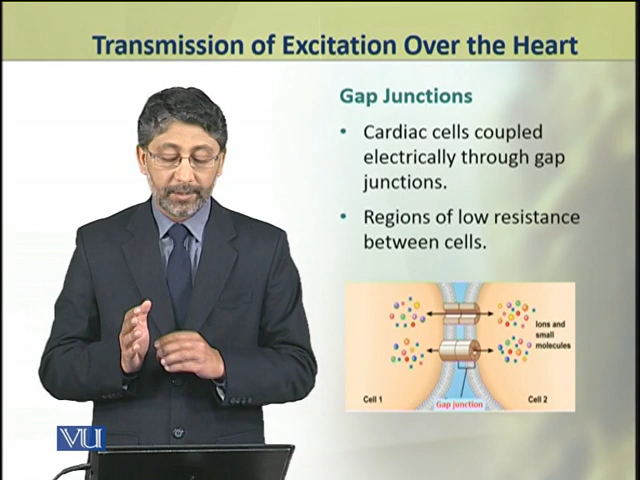 Transmission of Excitation Over the Heart
Gap Junctions
• Cardiac cells coupled
electrically through gap
junctions.
• Regions of low resistance
between cells.
Ions and
small
molecules
Cell 1
Gap junction
Cell 2
VU